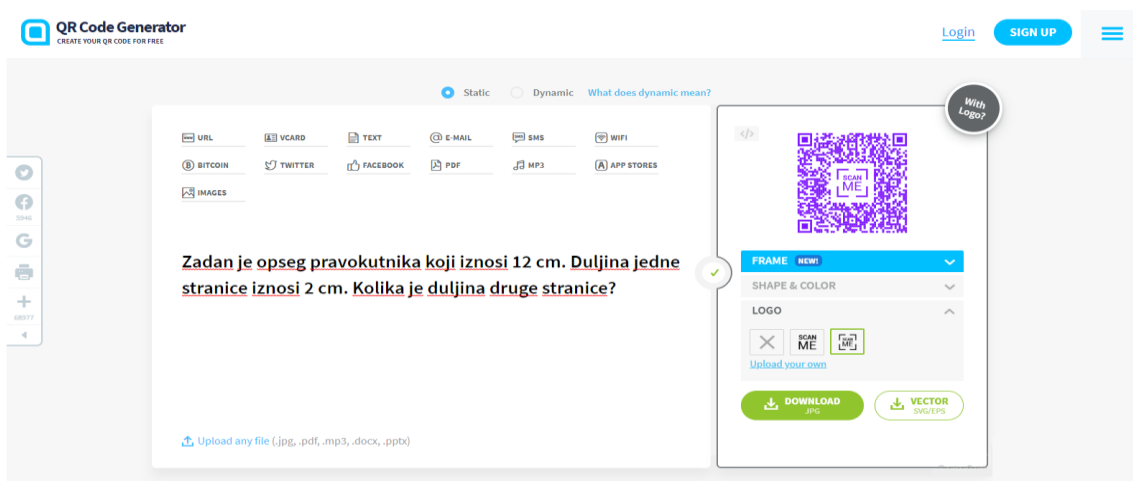 QR Code Generator
CREATE YOUR QR CODE FOR FREE
Login
SIGN UP
Static
Dynamic
What does dynamic mean?
With
Logo?
URL
VCARD
TEXT
E-MAIL
SMS
WIFI
BITCOIN
TWITTER
FACEBOOK
PDF
MP3
APP STORES
IMAGES
5946
68977
Zadan je opseg pravokutnika koji iznosi 12 cm. Duljina jedne
stranice iznosi 2 cm. Kolika je duljina druge stranice?
Upload any file (.jpg, .pdf, .mp3, .docx, .pptx)
</>
SCAN
ME
FRAME NEW!
SHAPE & COLOR
LOGO
SCAN
ME
SCAN
ME
Upload your own
DOWNLOAD
JPG
VECTOR
SVG/EPS